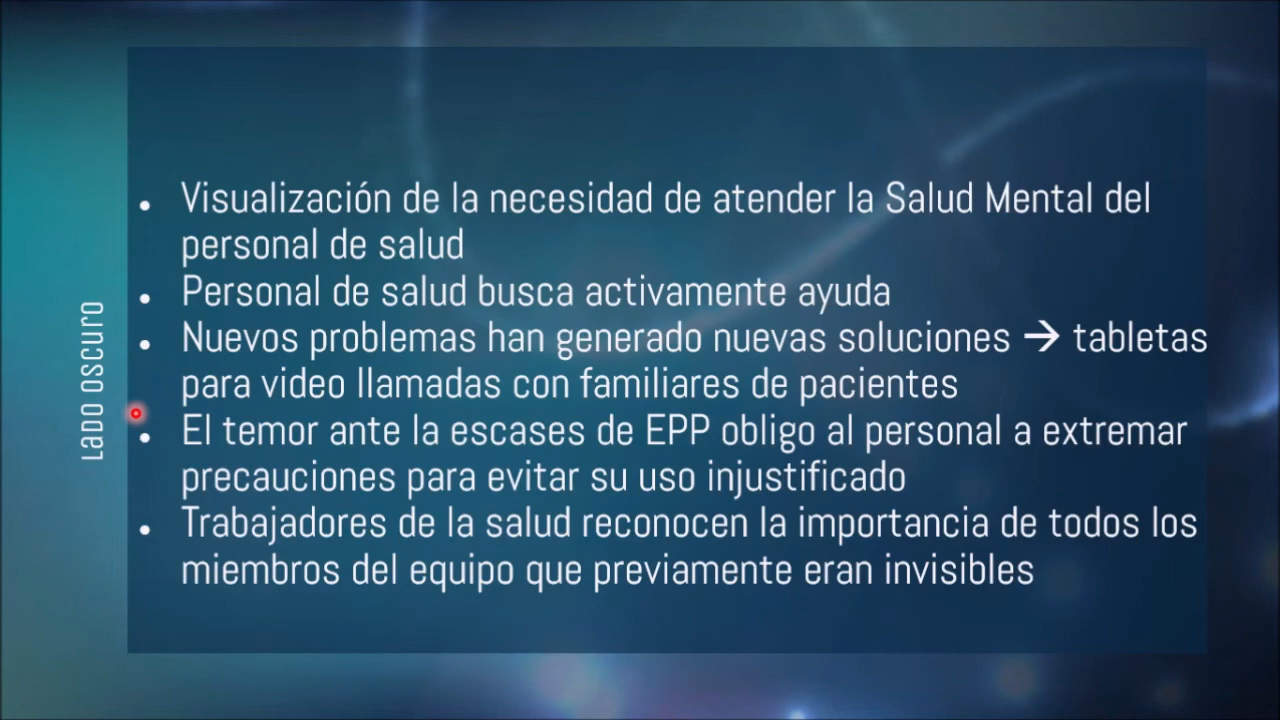 Lado oscuro
• Visualización de la necesidad de atender la Salud Mental del
personal de salud
• Personal de salud busca activamente ayuda
• Nuevos problemas han generado nuevas soluciones → tabletas
para video llamadas con familiares de pacientes
• El temor ante la escases de EPP obligo al personal a extremar
precauciones para evitar su uso injustificado
• Trabajadores de la salud reconocen la importancia de todos los
miembros del equipo que previamente eran invisibles